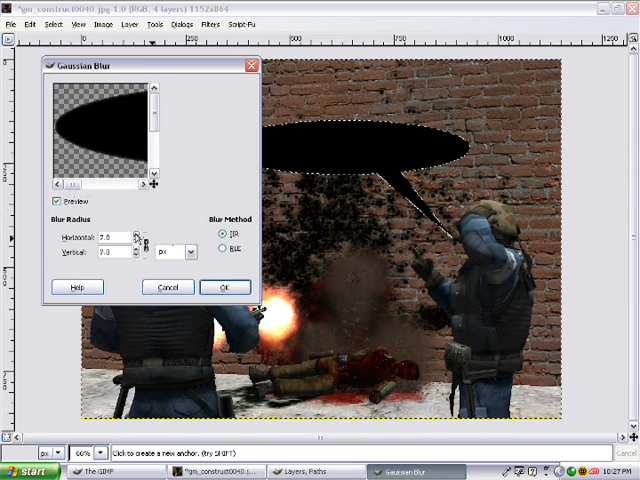 *gm_construct0040.jpg 1.0 (RGB, 4 layers) 1152x864
File Edit Select View Image Layer Tools Dialogs Filters Script-Fu
0 250 500 750 1000 1250
Gaussian Blur
Preview
Blur Radius Blur Method
Horizontal: 7.0 IIR
Vertical: 7.0 px RLE
Help Cancel OK
px 66% Click to create a new anchor. (try SHIFT) Cancel
start The GIMP *gm_construct0040.j... Layers, Paths Gaussian Blur 10:27 PM